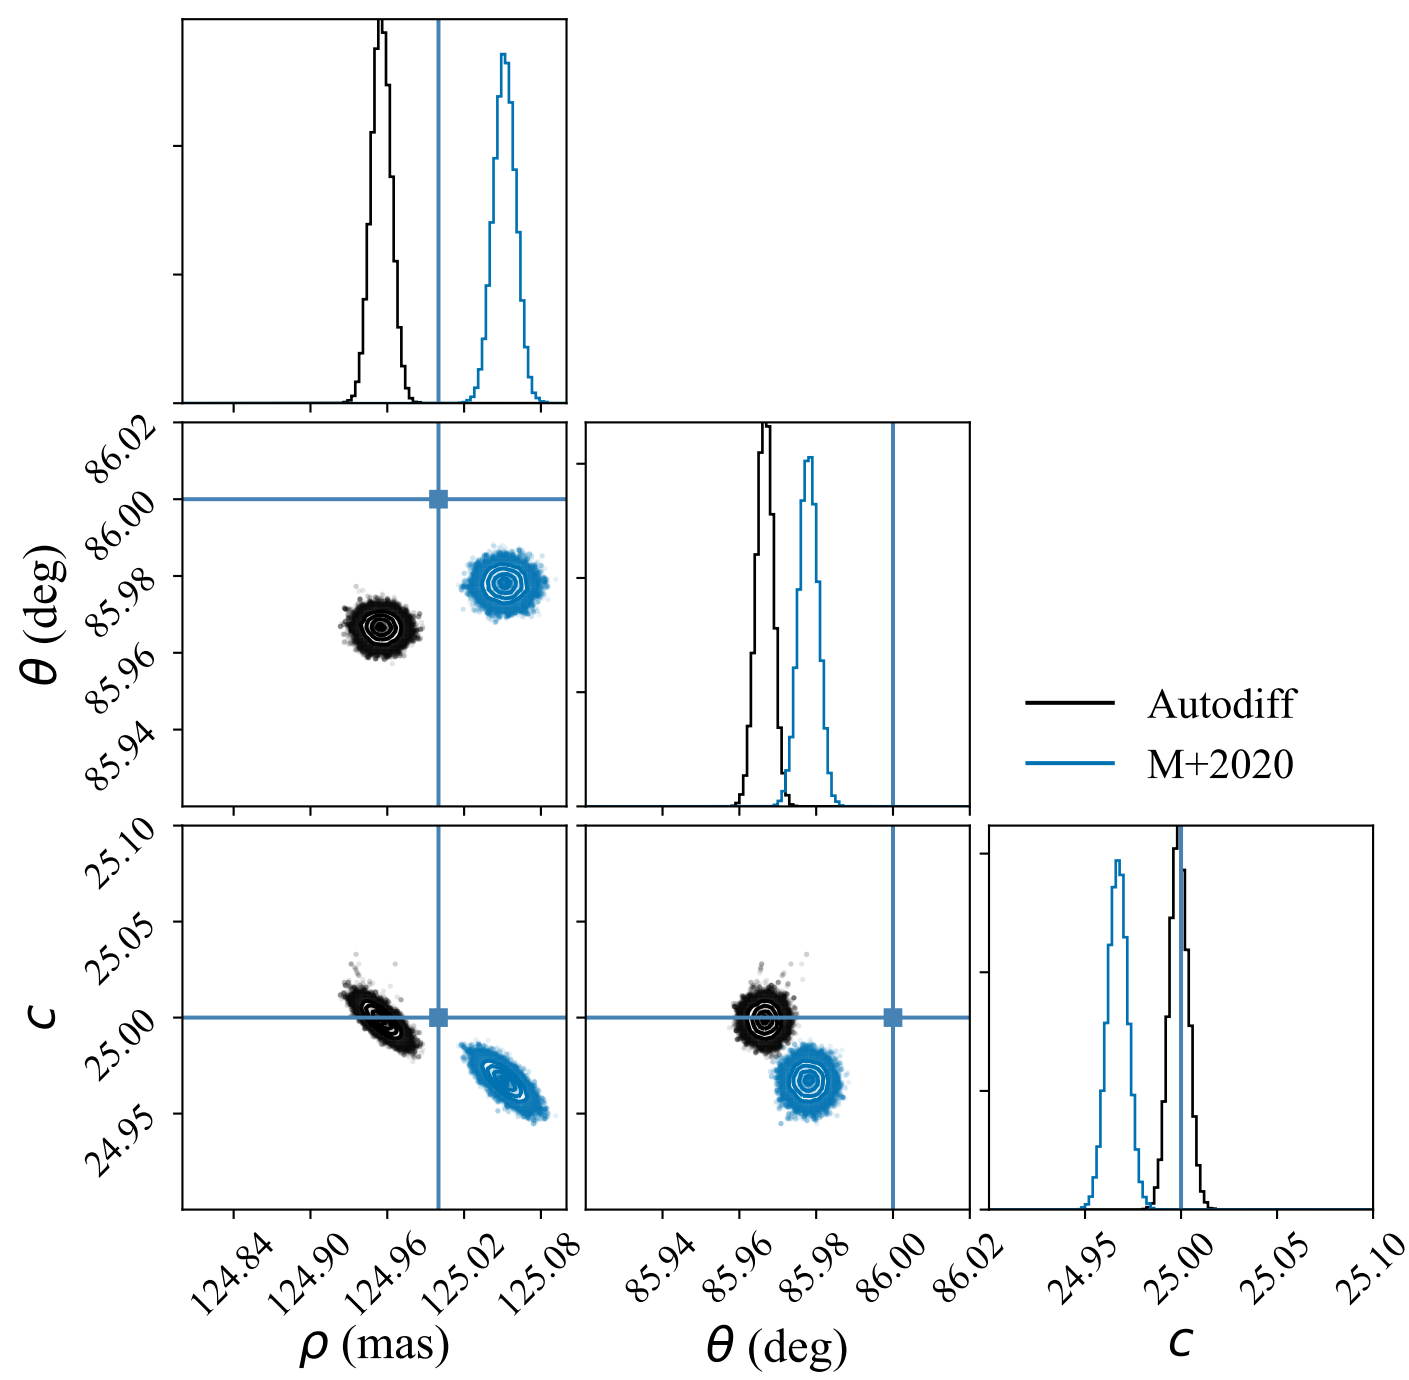 86.02
86.00
85.98
85.96
85.94
θ (deg)
Autodiff
M+2020
25.10
25.05
25.00
24.95
c
124.84 124.90 124.96 125.02 125.08
85.94 85.96 85.98 86.00 86.02
24.95 25.00 25.05 25.10
ρ (mas) θ (deg) c